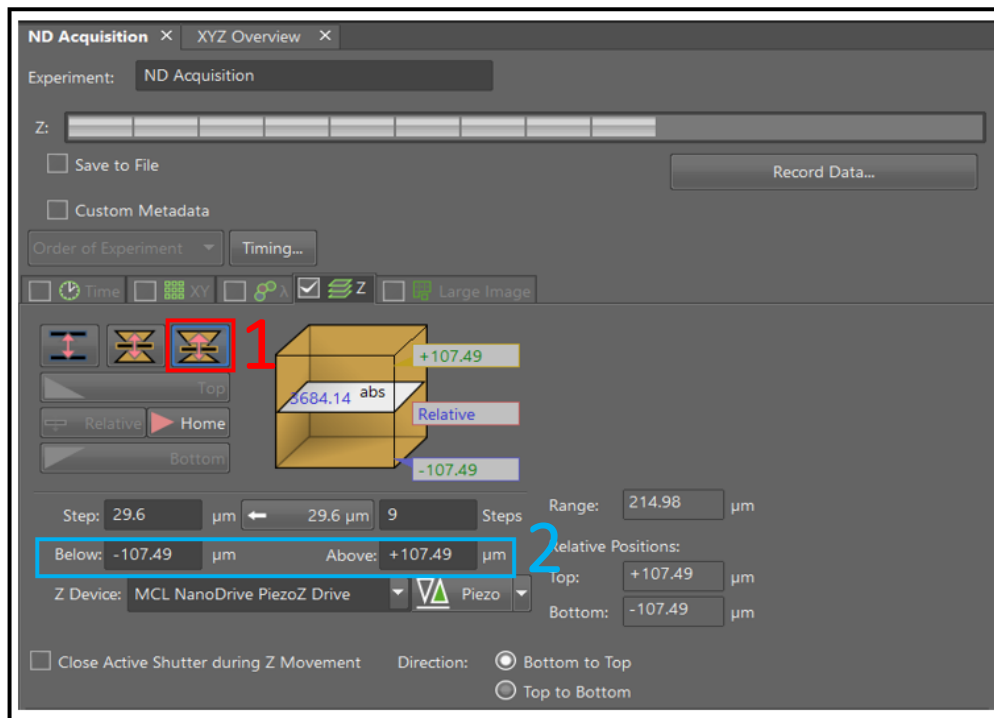 ND Acquisition × XYZ Overview ×
Experiment: ND Acquisition
Z:
Save to File
Record Data...
Custom Metadata
Order of Experiment Timing...
Time XY λ Z Large Image
1
+107.49
Top
3684.14 abs
Relative Home
Relative
Bottom
-107.49
Step: 29.6 µm 29.6 µm 9 Steps
Range: 214.98 µm
2
Below: -107.49 µm Above: +107.49 µm
Relative Positions:
Top: +107.49 µm
Z Device: MCL NanoDrive PiezoZ Drive Piezo
Bottom: -107.49 µm
Close Active Shutter during Z Movement Direction: Bottom to Top
Top to Bottom